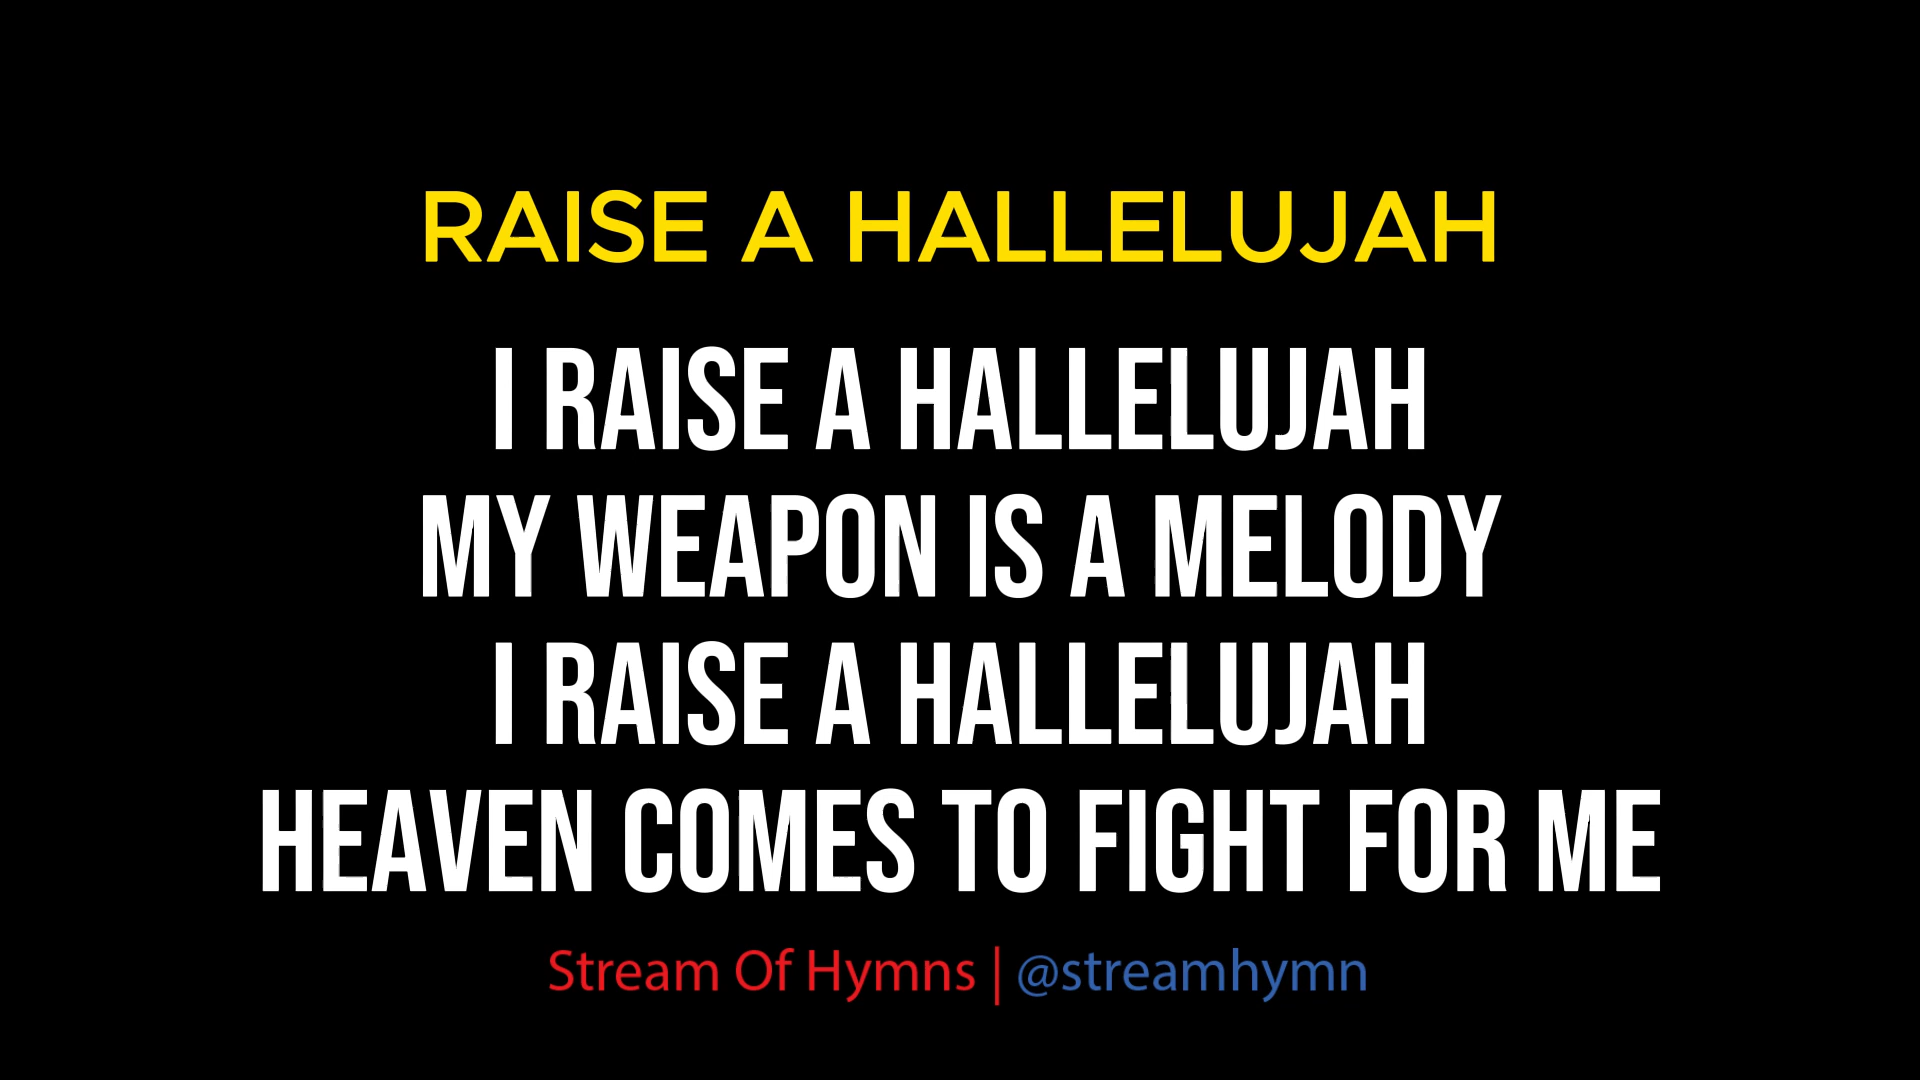 RAISE A HALLELUJAH
I RAISE A HALLELUJAH
MY WEAPON IS A MELODY
I RAISE A HALLELUJAH
HEAVEN COMES TO FIGHT FOR ME
Stream Of Hymns | @streamhymn